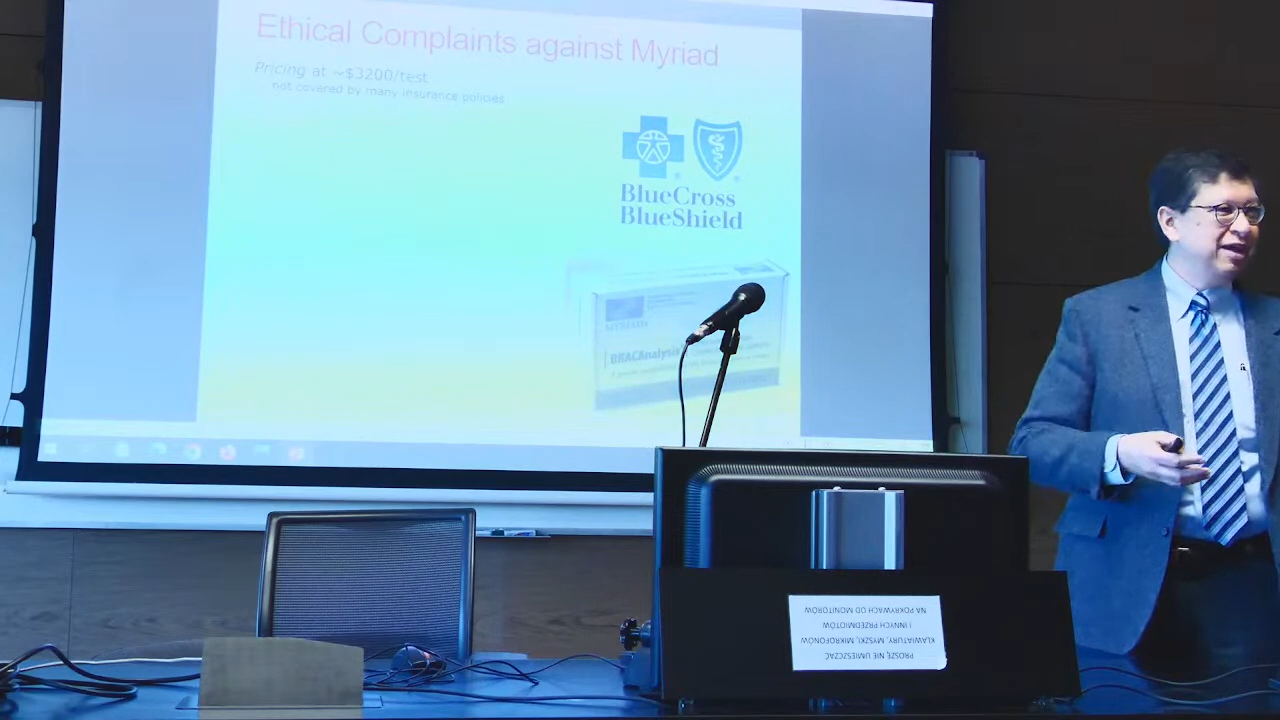 Ethical Complaints against Myriad
Pricing at ~$3200/test
not covered by many insurance policies
BlueCross
BlueShield
MYRIAD
BRACAnalysis
PROSZĘ NIE UMIESZCZAĆ
KLAWIATURY, MYSZKI, MIKROFONÓW
I INNYCH PRZEDMIOTÓW
NA POKRYWACH OD MONITORÓW